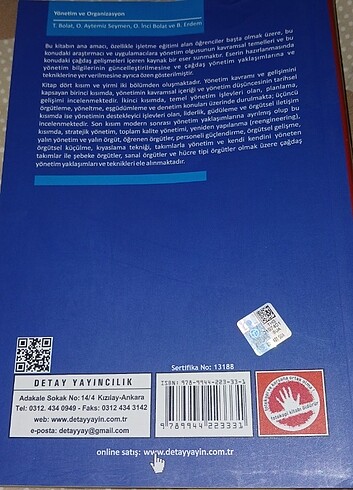 Yönetim ve Organizasyon
T. Bolat, O. Aytemiz Seymen, O. İnci Bolat ve B. Erdem
Bu kitabın ana amacı, özellikle işletme eğitimi alan öğrenciler başta olmak üzere, bu
konudaki araştırmacı ve uygulamacılara yönetim olgusunun kavramsal temelleri ve bu
konudaki çağdaş gelişmeleri içeren kaynak bir eser sunmaktır. Eserin hazırlanmasında
yönetim bilgilerinin güncelleştirilmesine ve çağdaş yönetim yaklaşımlarına ve
tekniklerine yer verilmesine ayrıca özen gösterilmiştir.
Kitap dört kısım ve yirmi iki bölümden oluşmaktadır. Yönetim kavramı ve gelişimini
kapsayan birinci kısımda, yönetimin kavramsal içeriği ve yönetim düşüncesinin tarihsel
gelişimi incelenmektedir. İkinci kısımda, temel yönetim işlevleri olan, planlama,
örgütleme, yöneltme, eşgüdümleme ve denetim konuları üzerinde durulmakta; üçüncü
kısımda ise yönetimin destekleyici işlevleri olan, liderlik, güdüleme ve örgütsel iletişim
incelenmektedir. Son kısım modern sonrası yönetim yaklaşımlarına ayrılmış olup bu
kısımda, stratejik yönetim, toplam kalite yönetimi, yeniden yapılanma (reengineering),
yalın yönetim ve yalın örgüt, öğrenen örgütler, personeli güçlendirme, örgütsel gelişme,
örgütsel küçülme, kıyaslama tekniği, takımlarla yönetim ve kendi kendini yöneten
takımlar ile şebeke örgütler, sanal örgütler ve hücre tipi örgütler olmak üzere çağdaş
yönetim yaklaşımları ve teknikleri ele alınmaktadır.
Sertifika No: 13188
DETAY YAYINCILIK
Adakale Sokak No: 14/4 Kızılay-Ankara
Tel: 0312. 434 0949 - Faks: 0312 434 3142
web: www.detayyayin.com.tr
e-posta: detayyay@gmail.com
ISBN: 978-9944-223-33-1
9 789944 223331
fotokopi kitabı öldürür
online satış: www.detayyayin.com.tr